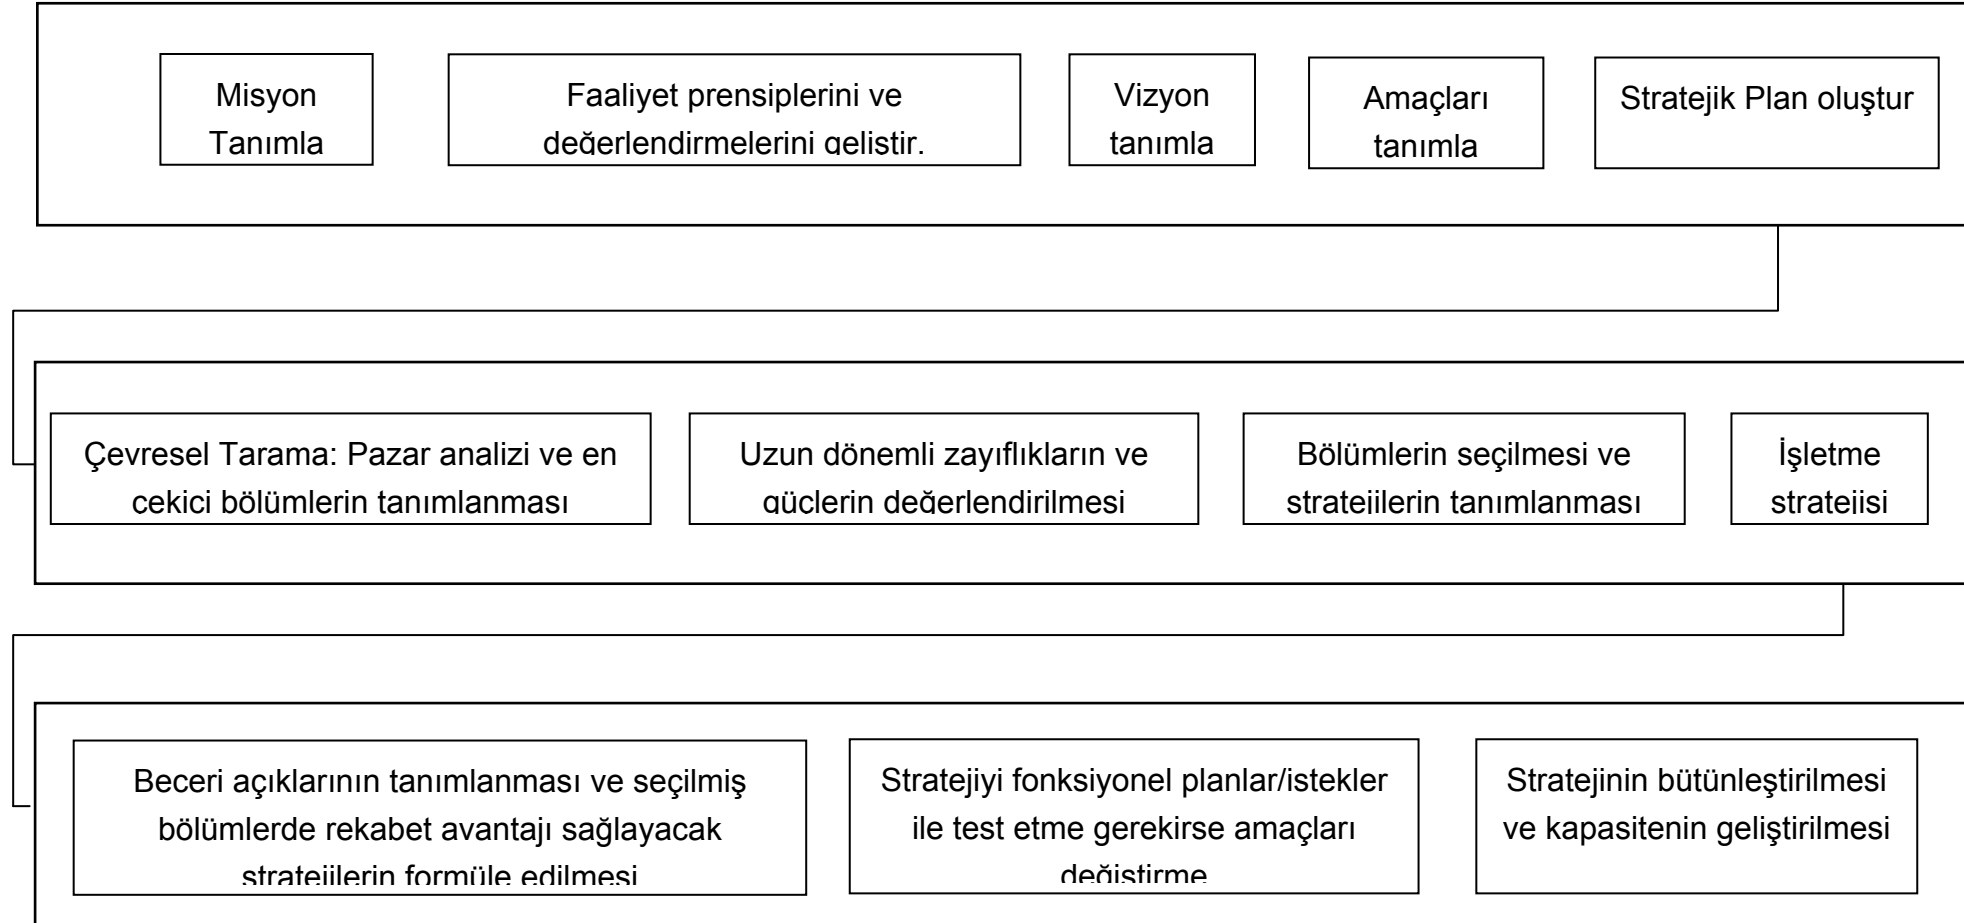 Misyon
Tanımla
Faaliyet prensiplerini ve
değerlendirmelerini geliştir.
Vizyon
tanımla
Amaçları
tanımla
Stratejik Plan oluştur
Çevresel Tarama: Pazar analizi ve en
çekici bölümlerin tanımlanması
Uzun dönemli zayıflıkların ve
güçlerin değerlendirilmesi
Bölümlerin seçilmesi ve
stratejilerin tanımlanması
İşletme
stratejisi
Beceri açıklarının tanımlanması ve seçilmiş
bölümlerde rekabet avantajı sağlayacak
stratejilerin formüle edilmesi
Stratejiyi fonksiyonel planlar/istekler
ile test etme gerekirse amaçları
değiştirme
Stratejinin bütünleştirilmesi
ve kapasitenin geliştirilmesi